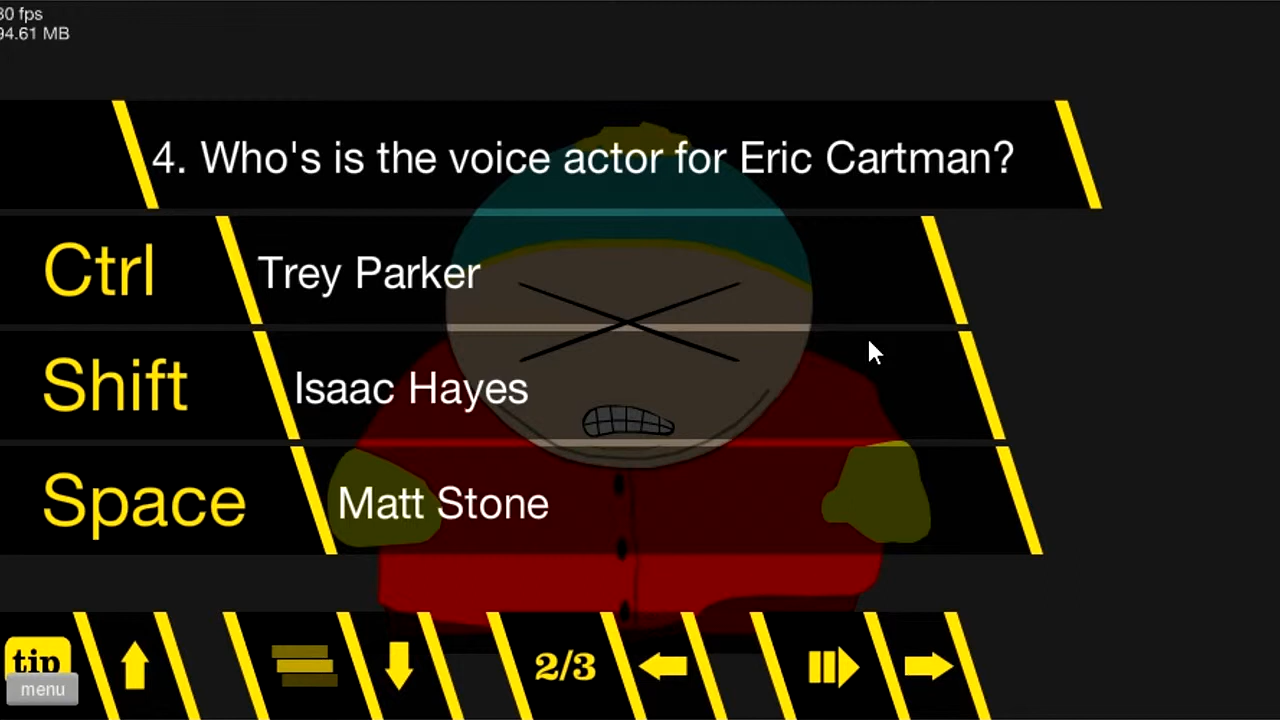 30 fps
94.61 MB
4. Who's is the voice actor for Eric Cartman?
Ctrl
Trey Parker
Shift
Isaac Hayes
Space
Matt Stone
tip
2/3
menu